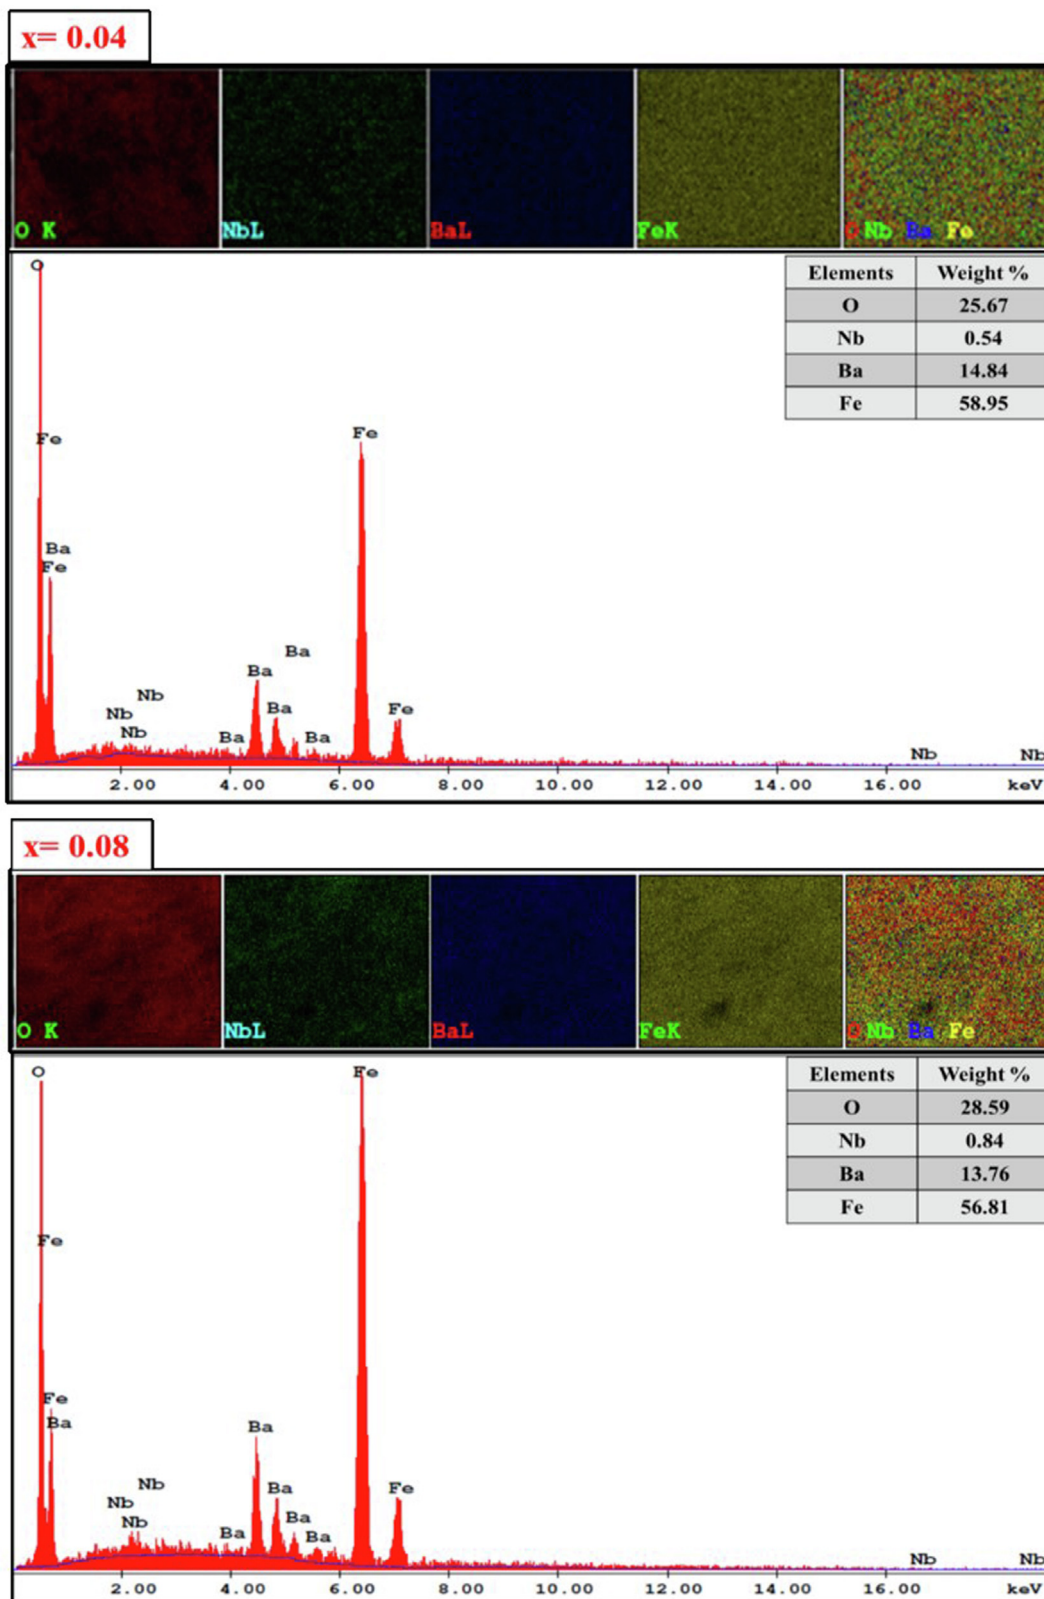 x= 0.04
O K
NbL
BaL
FeK
O Nb Ba Fe
O
Elements Weight %
O 25.67
Nb 0.54
Ba 14.84
Fe 58.95
Fe
Fe
Ba
Fe
Ba
Ba
Nb
Nb
Ba
Fe
Nb
Ba
Ba
Nb
Nb
2.00 4.00 6.00 8.00 10.00 12.00 14.00 16.00 keV
x= 0.08
O K
NbL
BaL
FeK
O Nb Ba Fe
O
Fe
Elements Weight %
O 28.59
Nb 0.84
Ba 13.76
Fe 56.81
Fe
Fe
Ba
Ba
Nb
Ba
Fe
Nb
Ba
Nb
Ba
Ba
Nb
Nb
2.00 4.00 6.00 8.00 10.00 12.00 14.00 16.00 keV